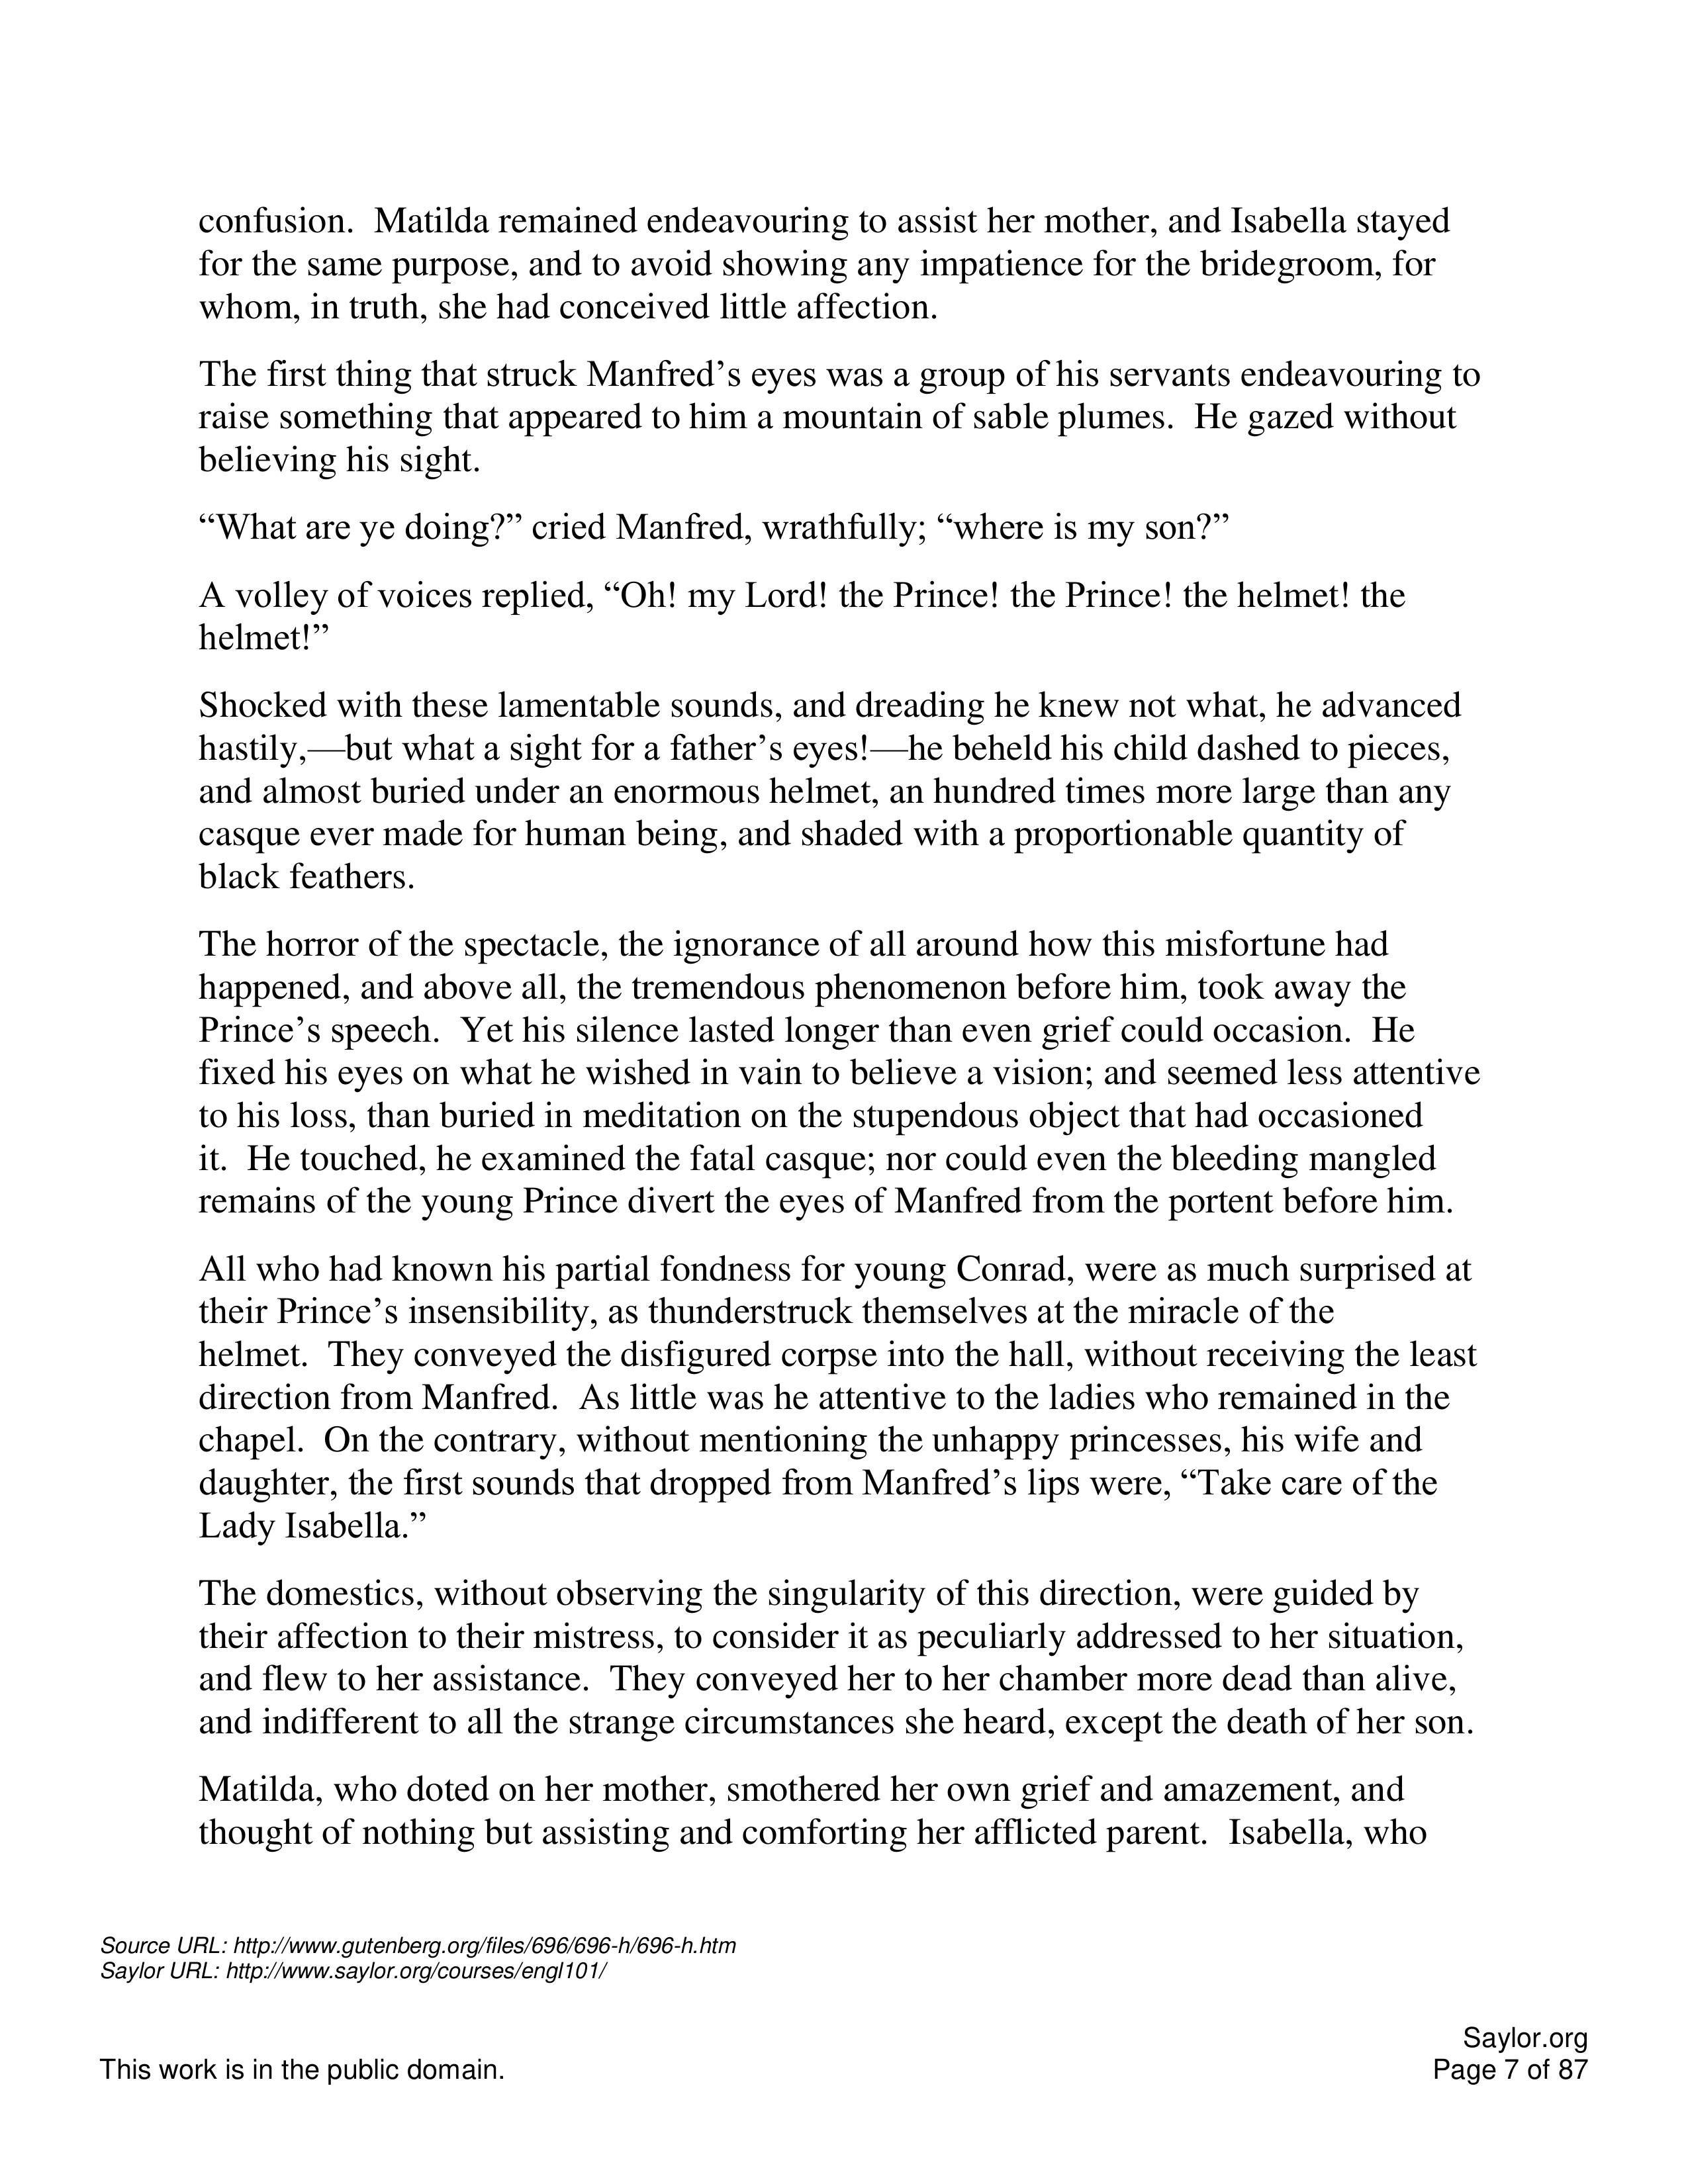 confusion.  Matilda remained endeavouring to assist her mother, and Isabella stayed
for the same purpose, and to avoid showing any impatience for the bridegroom, for
whom, in truth, she had conceived little affection.
The first thing that struck Manfred’s eyes was a group of his servants endeavouring to
raise something that appeared to him a mountain of sable plumes.  He gazed without
believing his sight.
“What are ye doing?” cried Manfred, wrathfully; “where is my son?”
A volley of voices replied, “Oh! my Lord! the Prince! the Prince! the helmet! the
helmet!”
Shocked with these lamentable sounds, and dreading he knew not what, he advanced
hastily,—but what a sight for a father’s eyes!—he beheld his child dashed to pieces,
and almost buried under an enormous helmet, an hundred times more large than any
casque ever made for human being, and shaded with a proportionable quantity of
black feathers.
The horror of the spectacle, the ignorance of all around how this misfortune had
happened, and above all, the tremendous phenomenon before him, took away the
Prince’s speech.  Yet his silence lasted longer than even grief could occasion.  He
fixed his eyes on what he wished in vain to believe a vision; and seemed less attentive
to his loss, than buried in meditation on the stupendous object that had occasioned
it.  He touched, he examined the fatal casque; nor could even the bleeding mangled
remains of the young Prince divert the eyes of Manfred from the portent before him.
All who had known his partial fondness for young Conrad, were as much surprised at
their Prince’s insensibility, as thunderstruck themselves at the miracle of the
helmet.  They conveyed the disfigured corpse into the hall, without receiving the least
direction from Manfred.  As little was he attentive to the ladies who remained in the
chapel.  On the contrary, without mentioning the unhappy princesses, his wife and
daughter, the first sounds that dropped from Manfred’s lips were, “Take care of the
Lady Isabella.”
The domestics, without observing the singularity of this direction, were guided by
their affection to their mistress, to consider it as peculiarly addressed to her situation,
and flew to her assistance.  They conveyed her to her chamber more dead than alive,
and indifferent to all the strange circumstances she heard, except the death of her son.
Matilda, who doted on her mother, smothered her own grief and amazement, and
thought of nothing but assisting and comforting her afflicted parent.  Isabella, who
Source URL: http://www.gutenberg.org/files/696/696-h/696-h.htm
Saylor URL: http://www.saylor.org/courses/engl101/
Saylor.org
This work is in the public domain.
Page 7 of 87